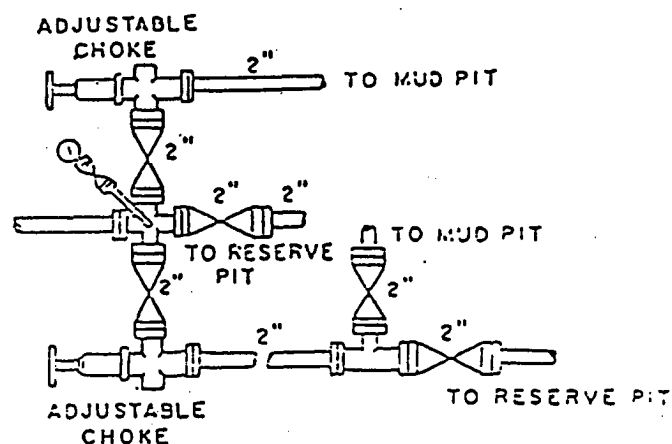 ADJUSTABLE
CHOKE
2"
TO MUD PIT
2"
2"
2"
TO RESERVE
PIT
TO MUD PIT
2"
2"
2"
2"
TO RESERVE PIT
ADJUSTABLE
CHOKE